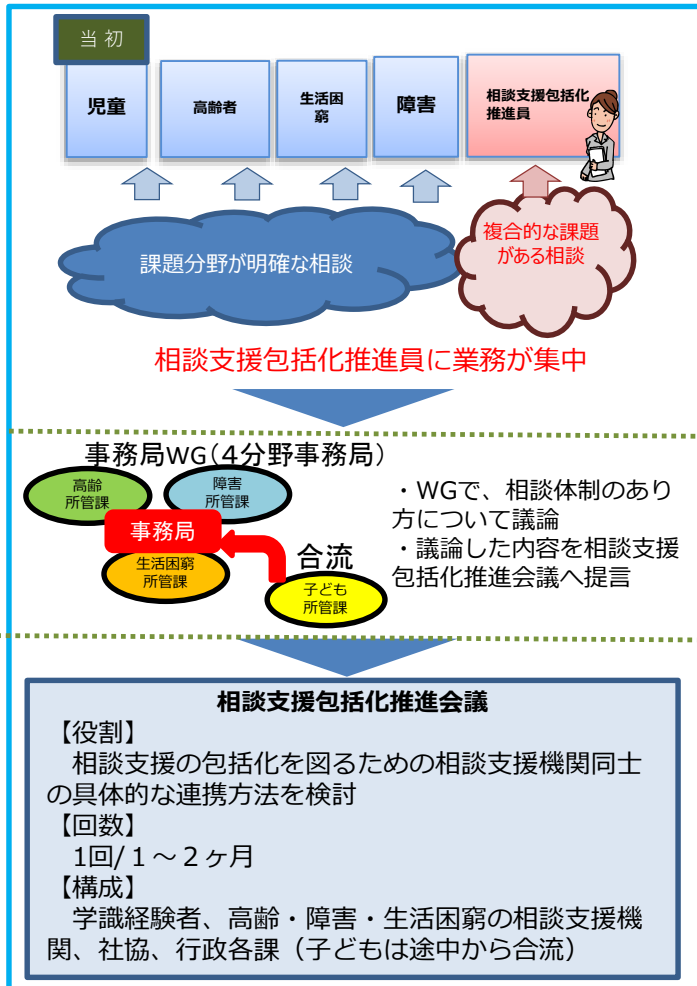 当 初
児童
高齢者
生活困
窮
障害
相談支援包括化
推進員
課題分野が明確な相談
複合的な課題
がある相談
相談支援包括化推進員に業務が集中
事務局WG(４分野事務局)
高齢
所管課
障害
所管課
事務局
生活困窮
所管課
合流
子ども
所管課
・WGで、相談体制のあり
方について議論
・議論した内容を相談支援
包括化推進会議へ提言
相談支援包括化推進会議
【役割】
相談支援の包括化を図るための相談支援機関同士
の具体的な連携方法を検討
【回数】
1回/１～２ヶ月
【構成】
学識経験者、高齢・障害・生活困窮の相談支援機
関、社協、行政各課（子どもは途中から合流）